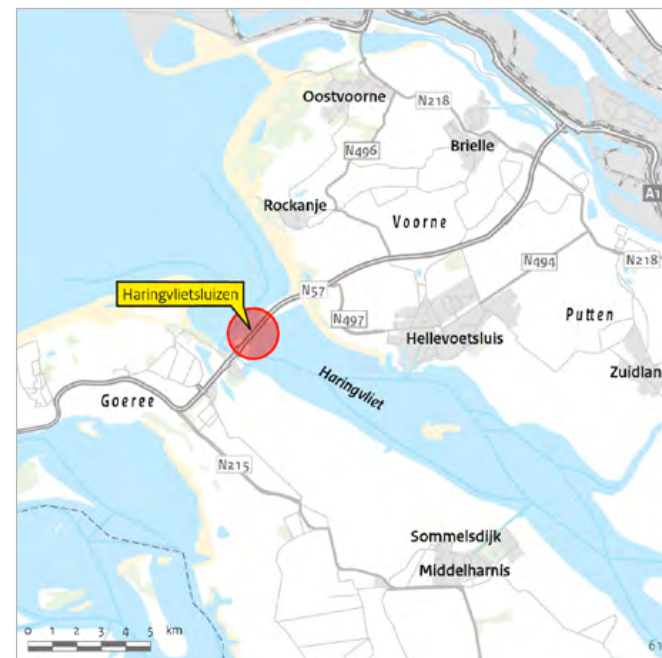 Oostvoorne
N218
Brielle
N496
Rockanje
Voorne
A1
N218
N494
Haringvlietsluizen
N57
N497
Hellevoetsluis
Putten
Zuidlan
Haringvliet
Goeree
N215
Sommelsdijk
Middelharnis
0 1 2 3 4 5 km
61